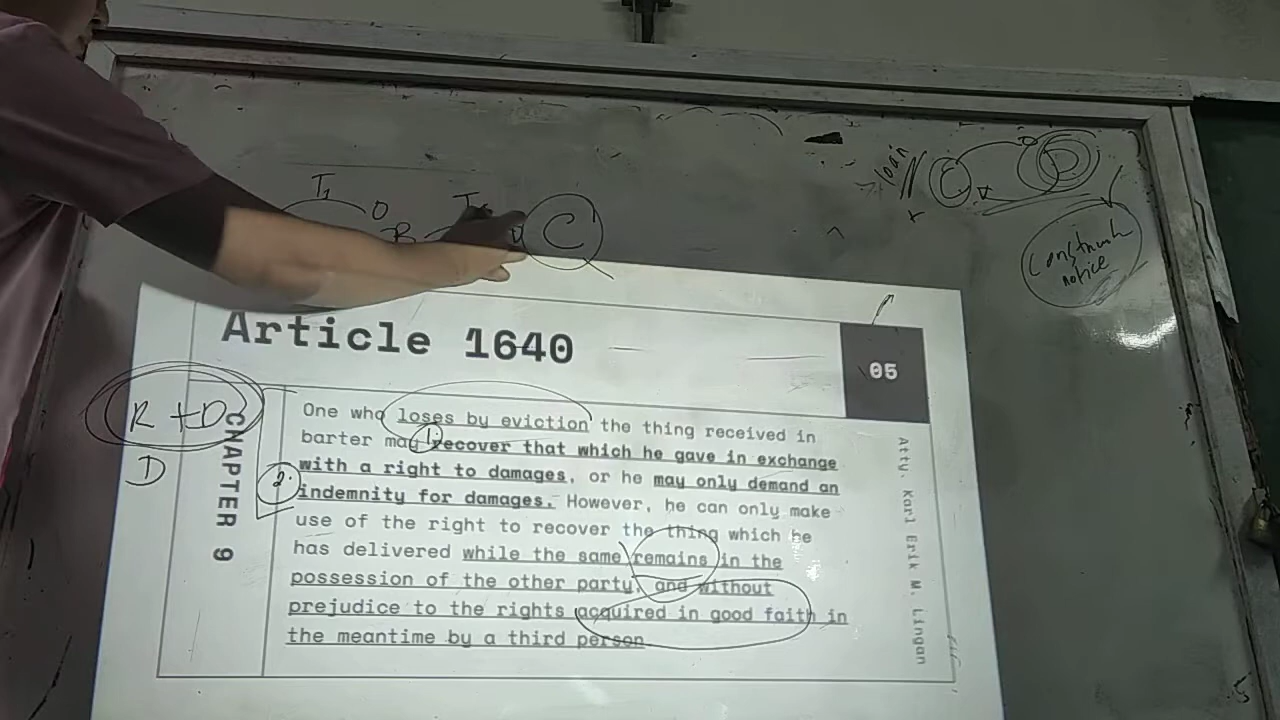 T1
O
B
T
C
join
C
D
Constructi
notice
Article 1640
05
R + D
D
CHAPTER 9
One who loses by eviction the thing received in
barter may 1. recover that which he gave in exchange
with a right to damages, or he may only demand an
2. indemnity for damages. However, he can only make
use of the right to recover the thing which he
has delivered while the same remains in the
possession of the other party, and without
prejudice to the rights acquired in good faith in
the meantime by a third person
Atty. Karl Erik M. Lingan